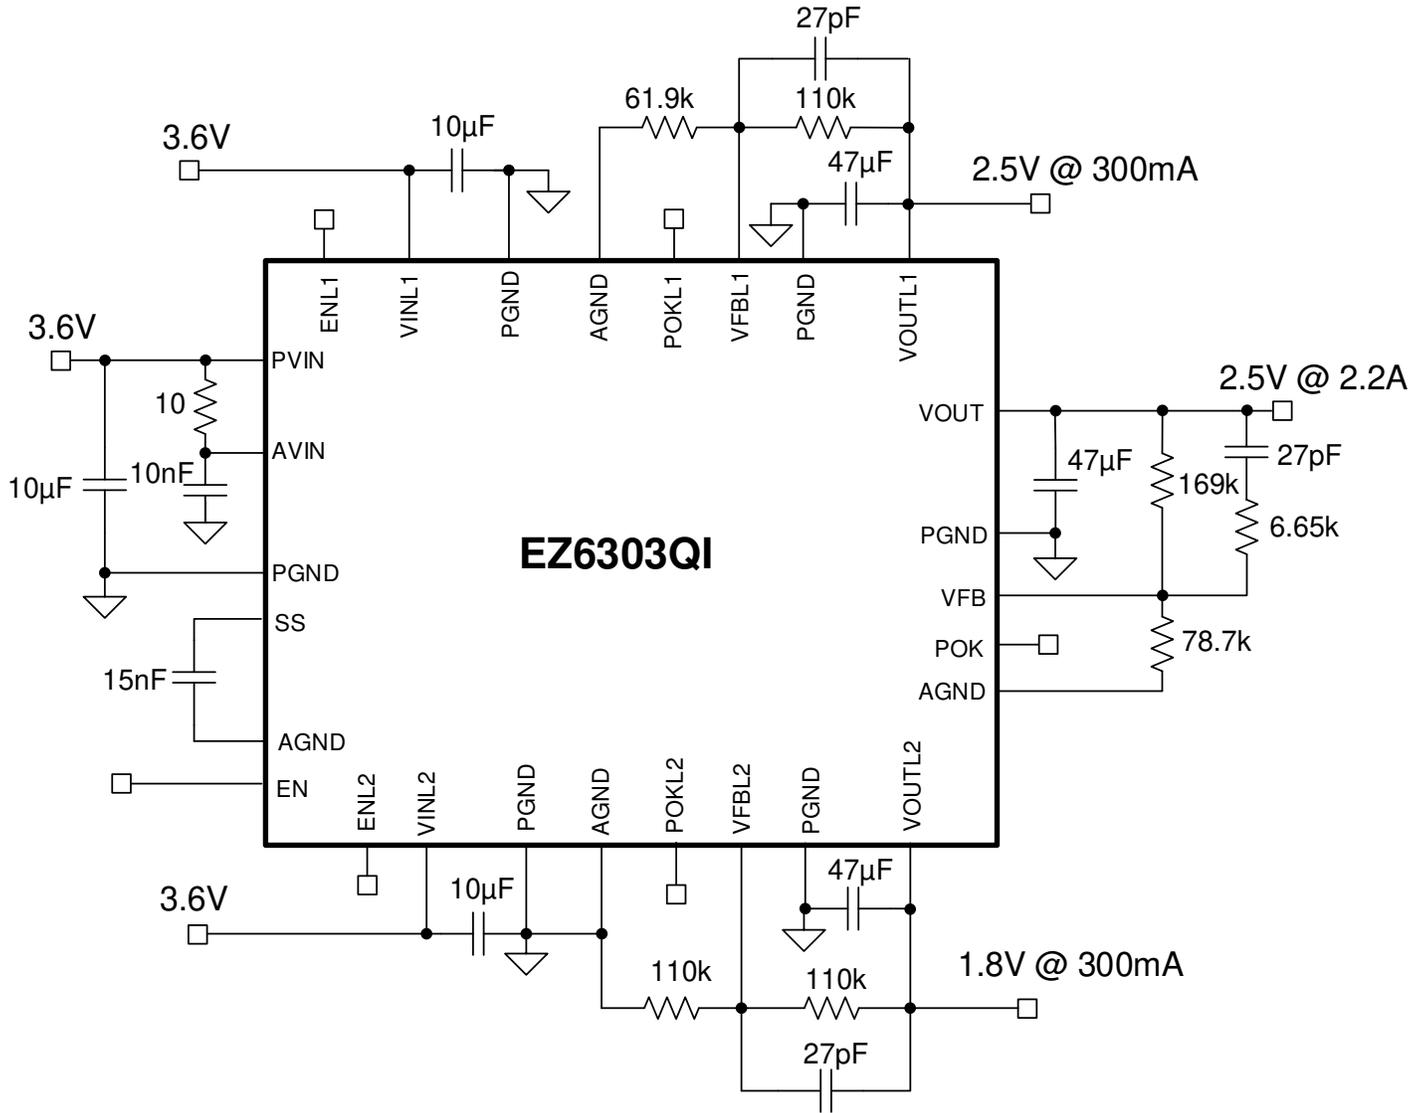 27pF
61.9k
110k
3.6V
10µF
47µF
2.5V @ 300mA
ENL1
VINL1
PGND
AGND
POKL1
VFBL1
PGND
VOUTL1
3.6V
PVIN
10
AVIN
10nF
10µF
PGND
SS
15nF
AGND
EN
EZ6303QI
2.5V @ 2.2A
VOUT
47µF
169k
27pF
6.65k
PGND
VFB
POK
78.7k
AGND
ENL2
VINL2
PGND
AGND
POKL2
VFBL2
PGND
VOUTL2
3.6V
10µF
47µF
110k
110k
1.8V @ 300mA
27pF